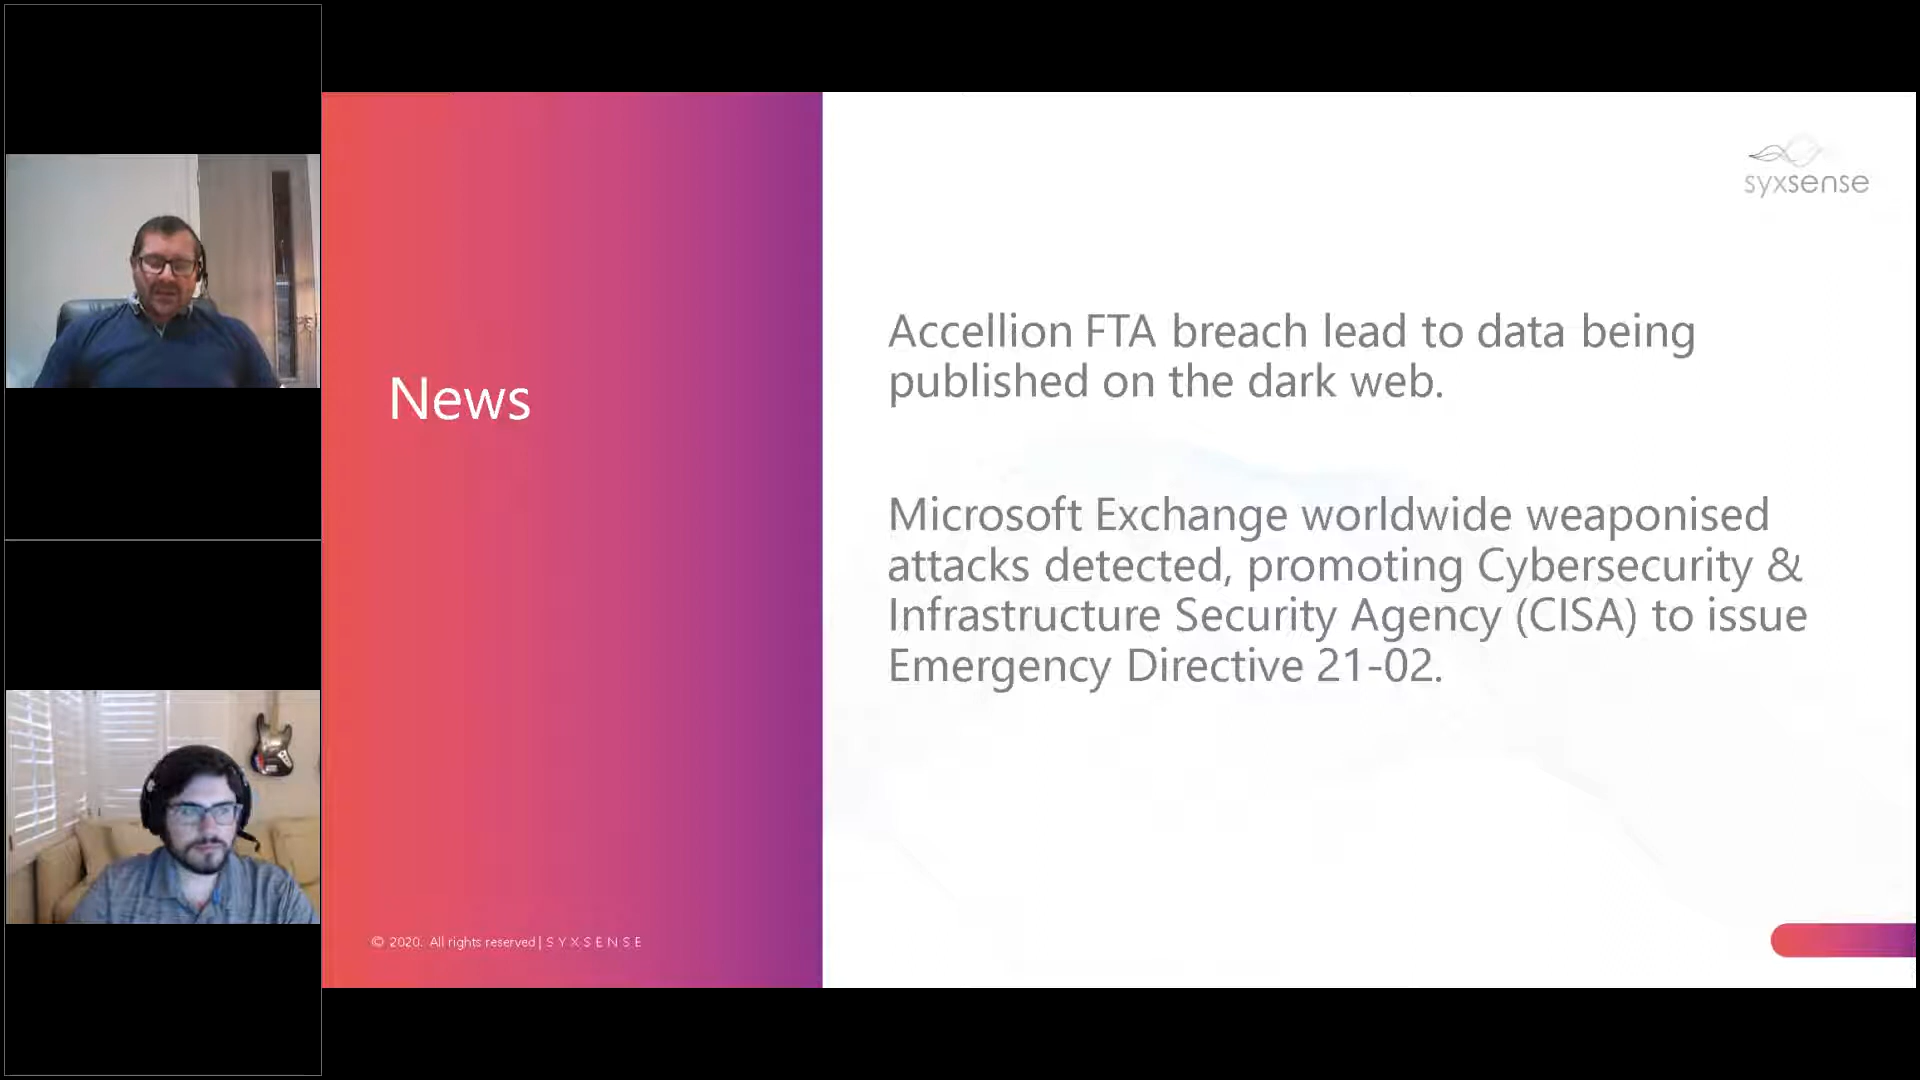 syxsense
News
Accellion FTA breach lead to data being
published on the dark web.
Microsoft Exchange worldwide weaponised
attacks detected, promoting Cybersecurity &
Infrastructure Security Agency (CISA) to issue
Emergency Directive 21-02.
© 2020. All rights reserved| SYXSENSE